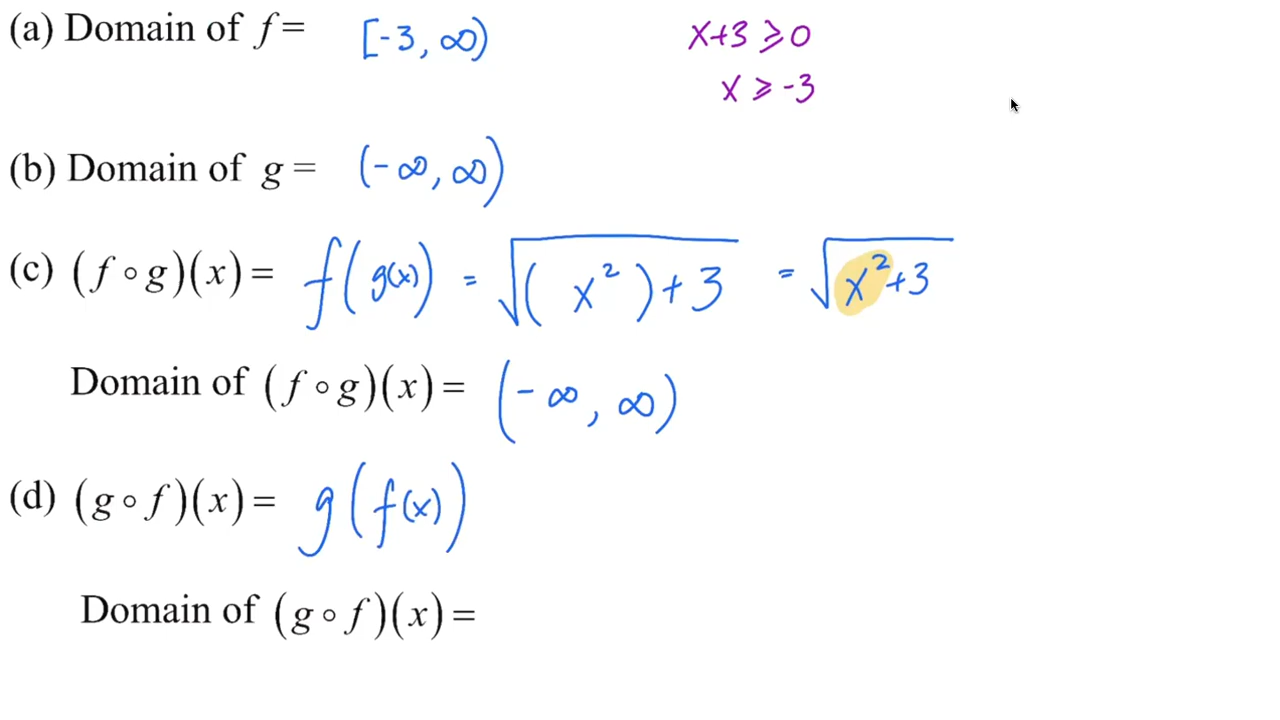 (a) Domain of f = [-3, ∞) x+3 ⩾ 0
x ⩾ -3
(b) Domain of g = (-∞, ∞)
(c) (f∘g)(x) = f(g(x)) = √((x²)+3) = √(x²+3)
Domain of (f∘g)(x) = (-∞, ∞)
(d) (g∘f)(x) = g(f(x))
Domain of (g∘f)(x) =